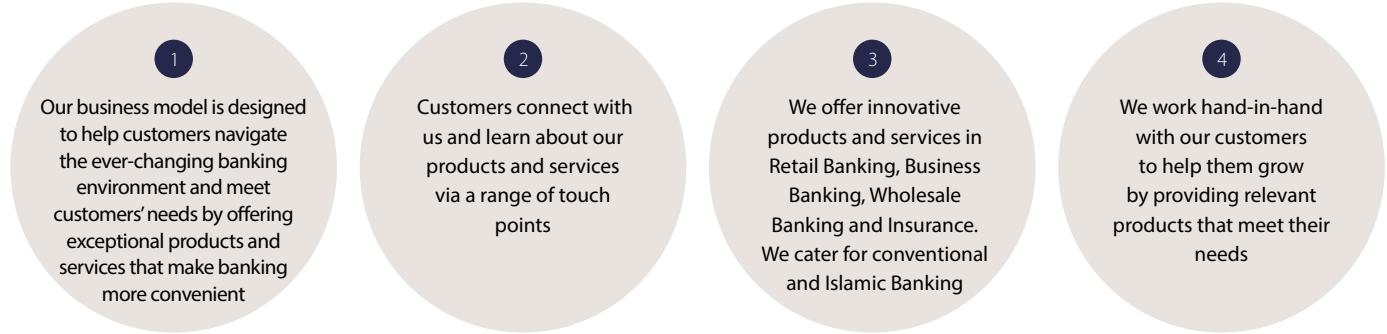 1
Our business model is designed
to help customers navigate
the ever-changing banking
environment and meet
customers' needs by offering
exceptional products and
services that make banking
more convenient
2
Customers connect with
us and learn about our
products and services
via a range of touch
points
3
We offer innovative
products and services in
Retail Banking, Business
Banking, Wholesale
Banking and Insurance.
We cater for conventional
and Islamic Banking
4
We work hand-in-hand
with our customers
to help them grow
by providing relevant
products that meet their
needs